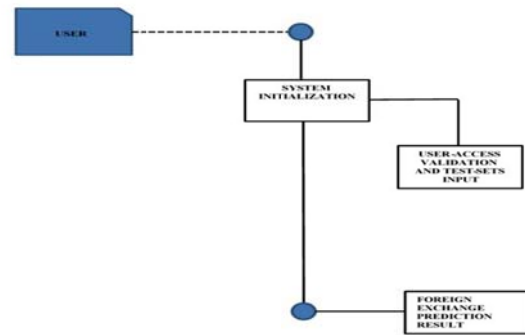 USER
SYSTEM
INITIALIZATION
USER-ACCESS
VALIDATION
AND TEST-SETS
INPUT
FOREIGN
EXCHANGE
PREDICTION
RESULT